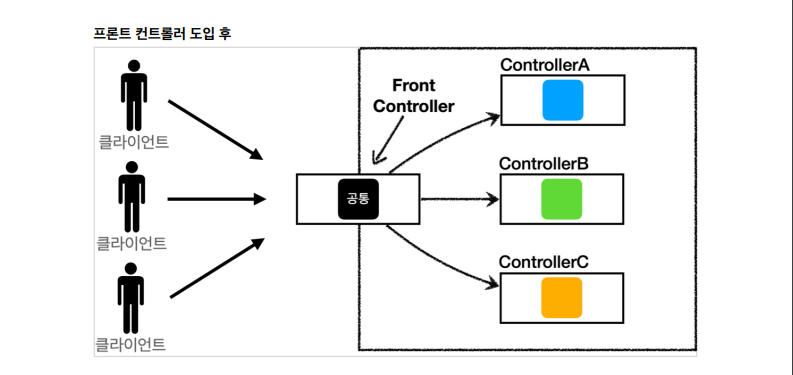 프론트 컨트롤러 도입 후
ControllerA
Front
Controller
클라이언트
ControllerB
공통
클라이언트
ControllerC
클라이언트